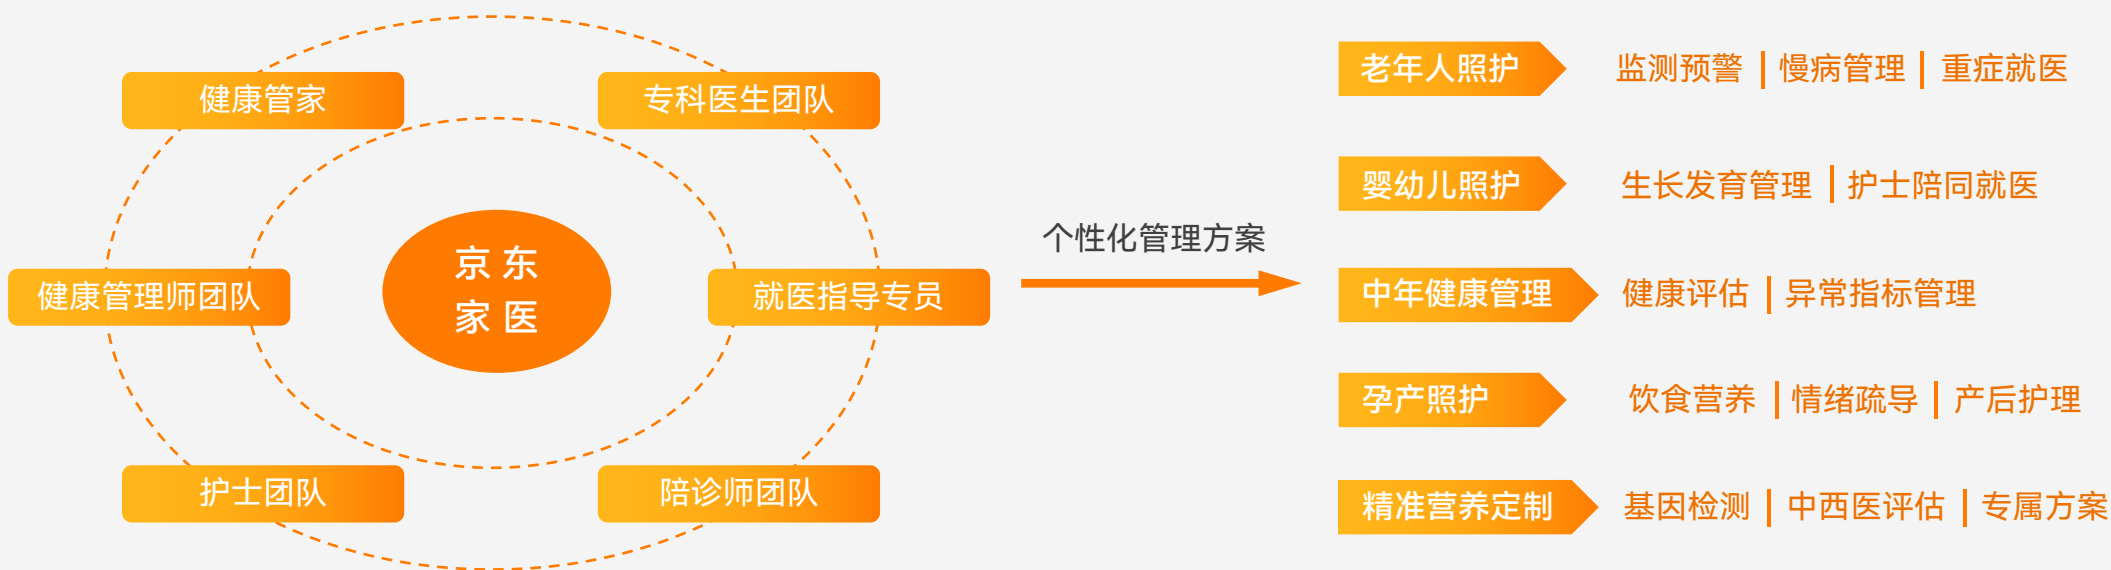 健康管家
专科医生团队
健康管理师团队
京东
家医
就医指导专员
护士团队
陪诊师团队
个性化管理方案
老年人照护 监测预警 | 慢病管理 | 重症就医
婴幼儿照护 生长发育管理 | 护士陪同就医
中年健康管理 健康评估 | 异常指标管理
孕产照护 饮食营养 | 情绪疏导 | 产后护理
精准营养定制 基因检测 | 中西医评估 | 专属方案